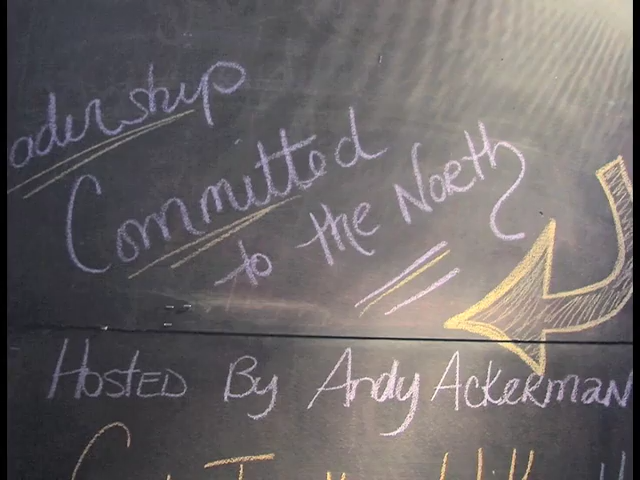 adership
Committed
to the North
Hosted By Andy Ackerman